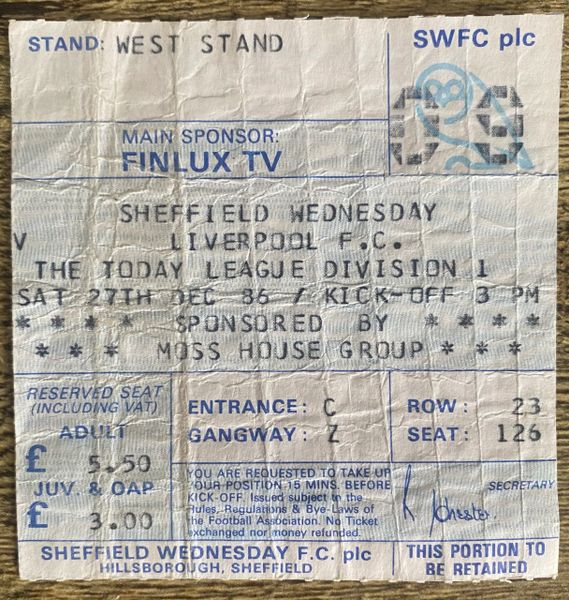 STAND: WEST STAND
SWFC plc
MAIN SPONSOR:
FINLUX TV
SHEFFIELD WEDNESDAY
V LIVERPOOL F.C.
THE TODAY LEAGUE DIVISION 1
SAT 27TH DEC 86 / KICK-OFF 3 PM
* * * * SPONSORED BY * * * *
* * * MOSS HOUSE GROUP * * *
RESERVED SEAT
(INCLUDING VAT)
ADULT
£ 5.50
JUV. & OAP
£ 3.00
ENTRANCE: C
GANGWAY: Z
ROW: 23
SEAT: 126
YOU ARE REQUESTED TO TAKE UP
YOUR POSITION 15 MINS. BEFORE
KICK-OFF. Issued subject to the
Rules, Regulations & Bye-Laws of
the Football Association. No Ticket
exchanged nor money refunded.
SECRETARY
SHEFFIELD WEDNESDAY F.C. plc
HILLSBOROUGH, SHEFFIELD
THIS PORTION TO
BE RETAINED